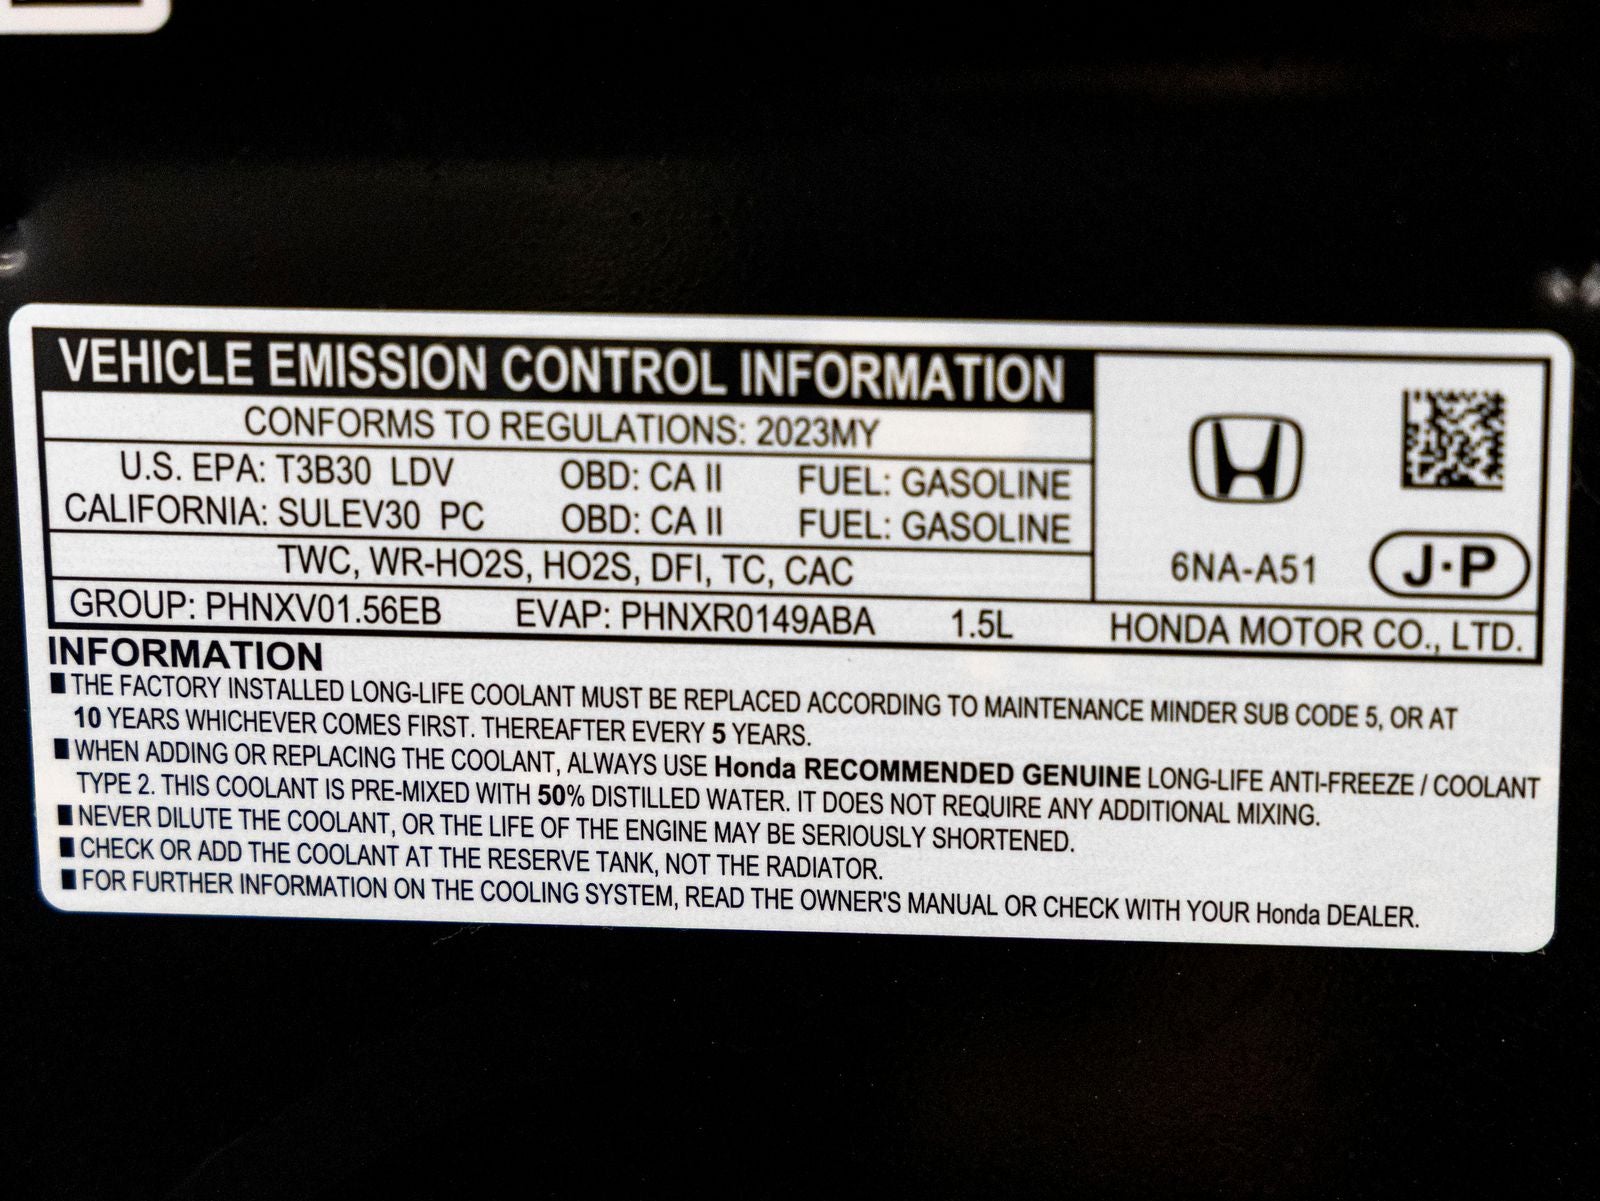 VEHICLE EMISSION CONTROL INFORMATION
CONFORMS TO REGULATIONS: 2023MY
U.S. EPA: T3B30 LDV OBD: CA II FUEL: GASOLINE
CALIFORNIA: SULEV30 PC OBD: CA II FUEL: GASOLINE
TWC, WR-HO2S, HO2S, DFI, TC, CAC
6NA-A51 J·P
GROUP: PHNXV01.56EB EVAP: PHNXR0149ABA 1.5L HONDA MOTOR CO., LTD.
INFORMATION
■ THE FACTORY INSTALLED LONG-LIFE COOLANT MUST BE REPLACED ACCORDING TO MAINTENANCE MINDER SUB CODE 5, OR AT
10 YEARS WHICHEVER COMES FIRST. THEREAFTER EVERY 5 YEARS.
■ WHEN ADDING OR REPLACING THE COOLANT, ALWAYS USE Honda RECOMMENDED GENUINE LONG-LIFE ANTI-FREEZE / COOLANT
TYPE 2. THIS COOLANT IS PRE-MIXED WITH 50% DISTILLED WATER. IT DOES NOT REQUIRE ANY ADDITIONAL MIXING.
■ NEVER DILUTE THE COOLANT, OR THE LIFE OF THE ENGINE MAY BE SERIOUSLY SHORTENED.
■ CHECK OR ADD THE COOLANT AT THE RESERVE TANK, NOT THE RADIATOR.
■ FOR FURTHER INFORMATION ON THE COOLING SYSTEM, READ THE OWNER'S MANUAL OR CHECK WITH YOUR Honda DEALER.